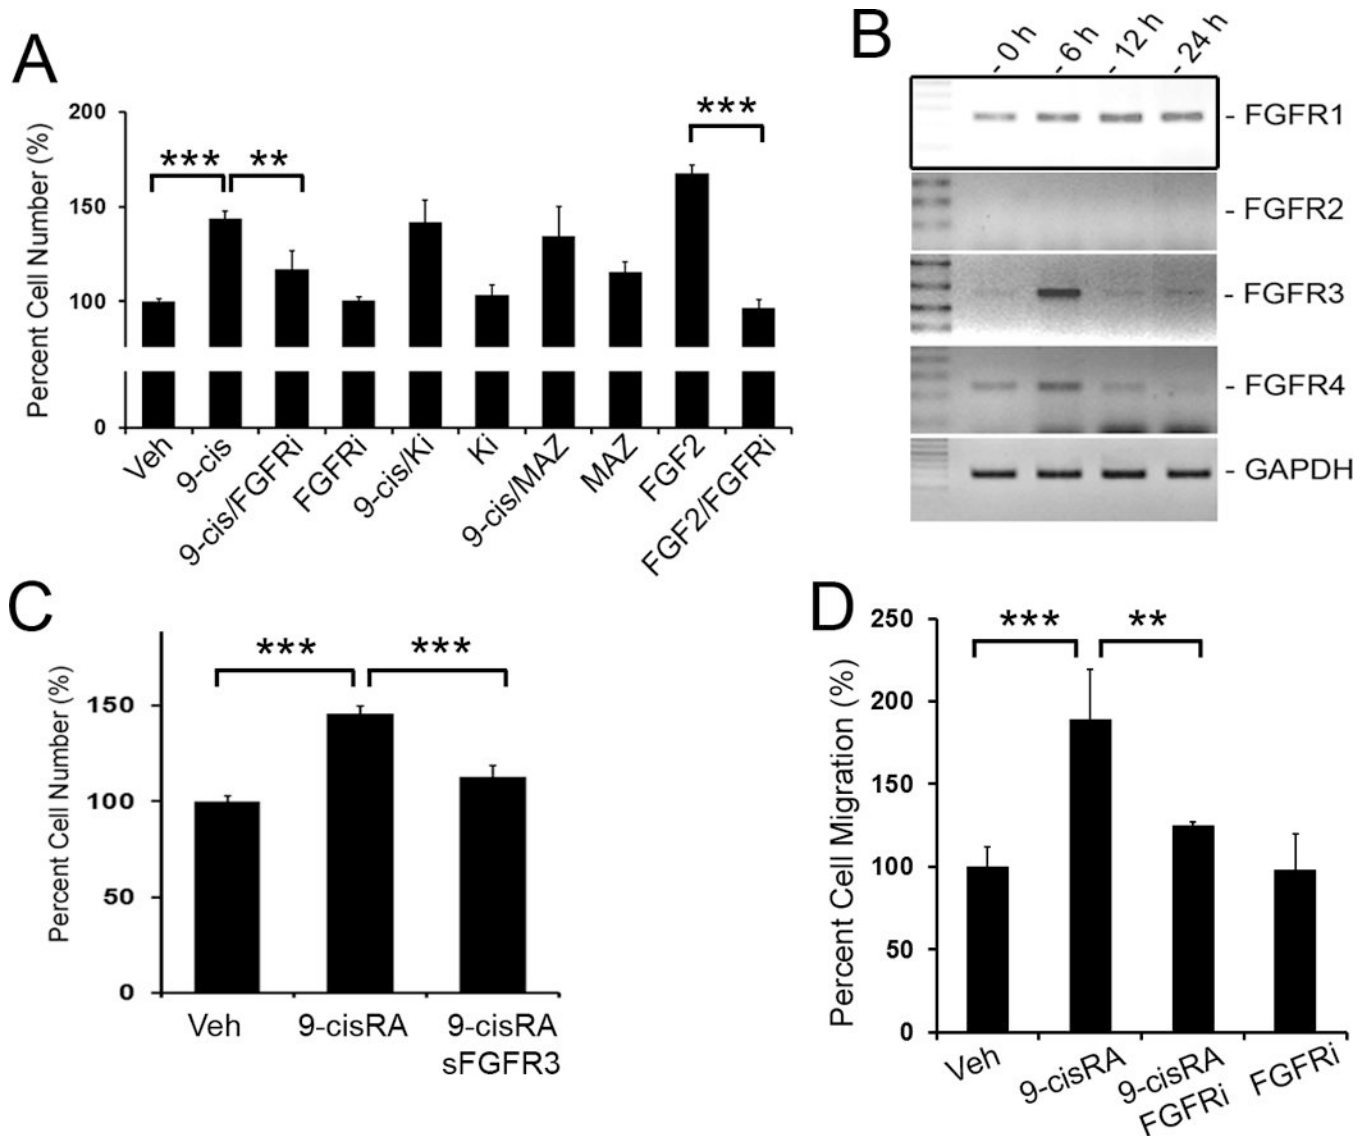 A
Percent Cell Number (%)
200
150
100
0
***
**
***
Veh
9-cis
9-cis/FGFRi
FGFRi
9-cis/Ki
Ki
9-cis/MAZ
MAZ
FGF2
FGF2/FGFRi
B
- 0 h
- 6 h
- 12 h
- 24 h
- FGFR1
- FGFR2
- FGFR3
- FGFR4
- GAPDH
C
Percent Cell Number (%)
150
100
50
0
***
***
Veh
9-cisRA
9-cisRA
sFGFR3
D
Percent Cell Migration (%)
250
200
150
100
50
0
***
**
Veh
9-cisRA
9-cisRA
FGFRi
FGFRi